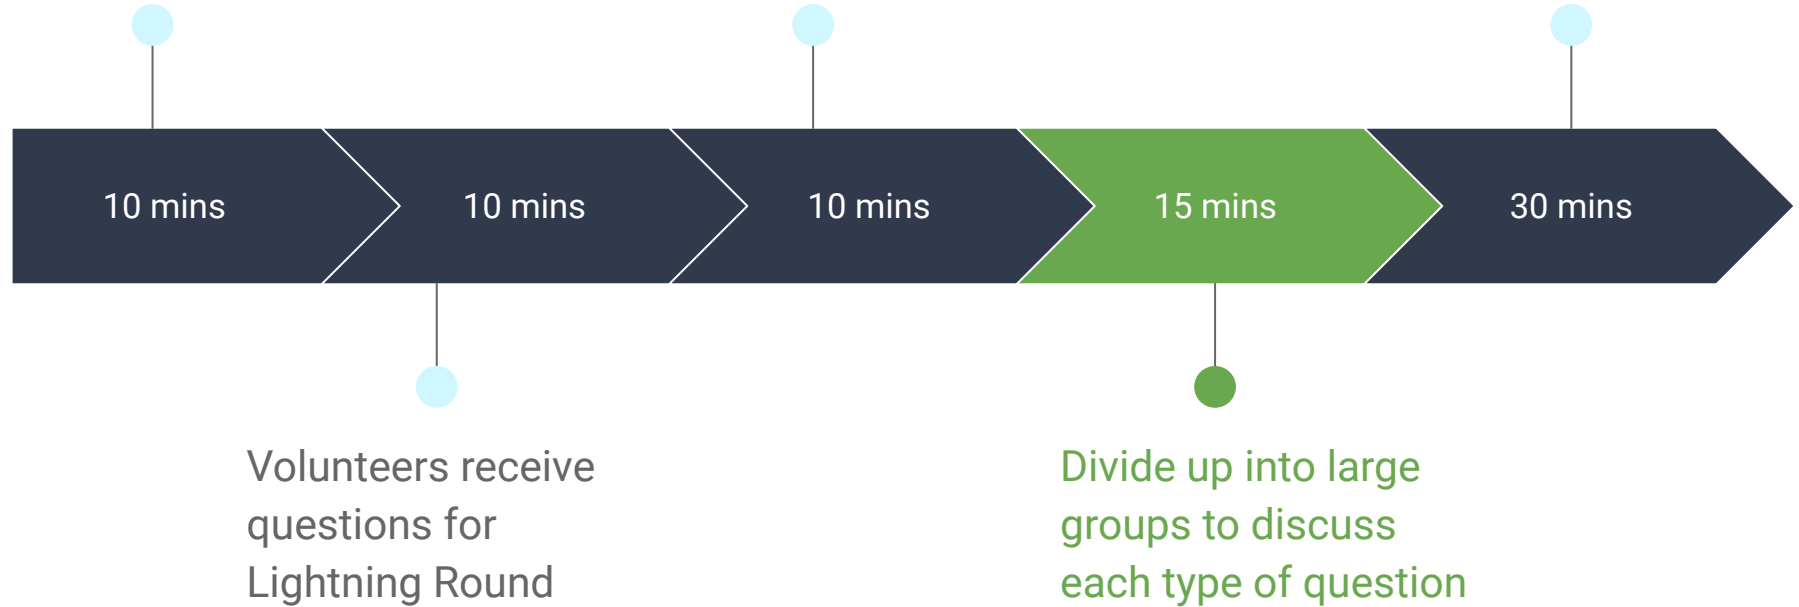 10 mins
10 mins
10 mins
15 mins
30 mins
Volunteers receive
questions for
Lightning Round
Divide up into large
groups to discuss
each type of question